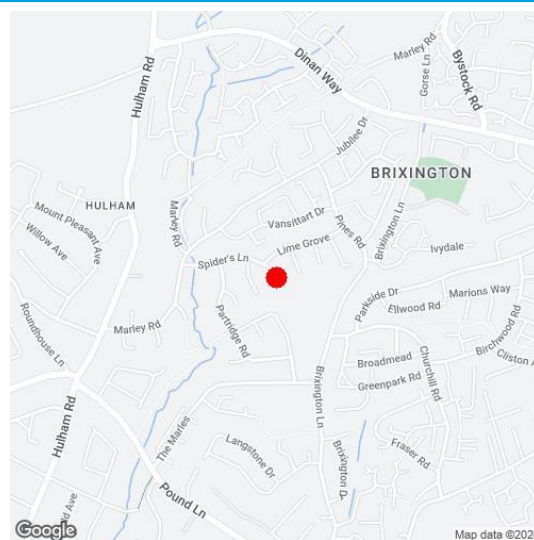 Marley Rd
Gorse Ln
Bystock Rd
Dinan Way
Hulham Rd
Jubilee Dr
BRIXINGTON
HULHAM
Marley Rd
Mount Pleasant Ave
Willow Ave
Vansittart Dr
Pines Rd
Brixington Ln
Lime Grove
Ivydale
Spider's Ln
Parkside Dr
Marions Way
Ellwood Rd
Roundhouse Ln
Marley Rd
Partridge Rd
Birchwood Rd
Broadmead
Churchill Rd
Cliston
Greenpark Rd
Hulham Rd
The Marles
Brixington Ln
Langstone Dr
Fraser Rd
Brixington D
Pound Ln
Ave
Google
Map data ©202